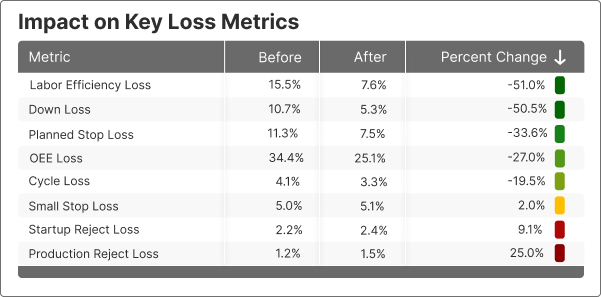 Impact on Key Loss Metrics
Metric Before After Percent Change ↓
Labor Efficiency Loss 15.5% 7.6% -51.0%
Down Loss 10.7% 5.3% -50.5%
Planned Stop Loss 11.3% 7.5% -33.6%
OEE Loss 34.4% 25.1% -27.0%
Cycle Loss 4.1% 3.3% -19.5%
Small Stop Loss 5.0% 5.1% 2.0%
Startup Reject Loss 2.2% 2.4% 9.1%
Production Reject Loss 1.2% 1.5% 25.0%